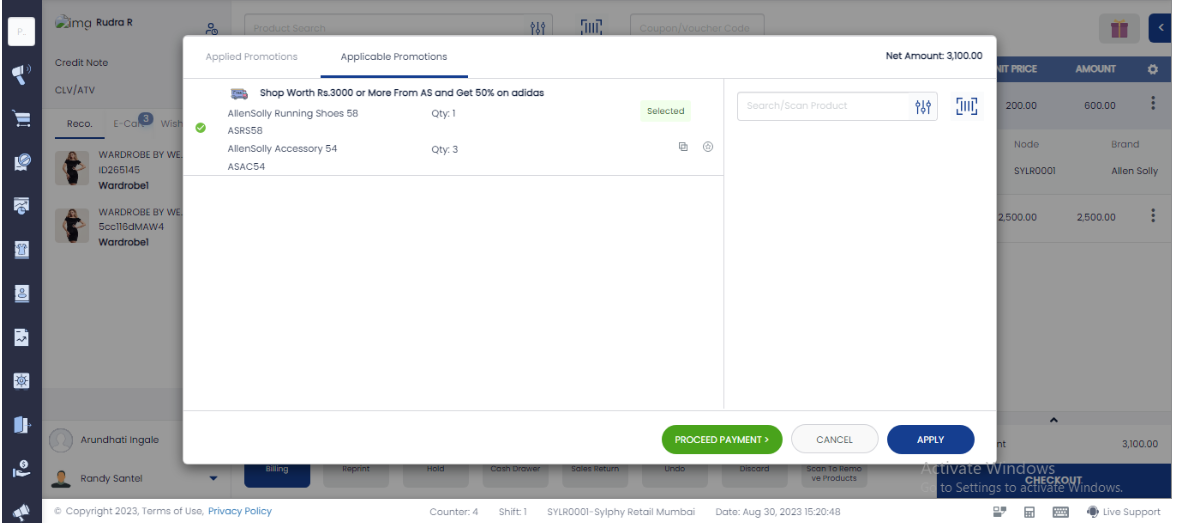 P..
img Rudra R
Product Search
Coupon/Voucher Code
Credit Note
CLV/ATV
Reco.
E-Cart
3
Wish
WARDROBE BY WE.
ID265145
Wardrobe1
WARDROBE BY WE.
5cc116dMAW4
Wardrobe1
Arundhati Ingale
Randy Santel
Applied Promotions
Applicable Promotions
Net Amount: 3,100.00
Shop Worth Rs.3000 or More From AS and Get 50% on adidas
AllenSolly Running Shoes 58 Qty: 1
ASRS58
AllenSolly Accessory 54 Qty: 3
ASAC54
Selected
Search/Scan Product
PROCEED PAYMENT >
CANCEL
APPLY
NIT PRICE AMOUNT
200.00 600.00
Node Brand
SYLR0001 Allen Solly
2,500.00 2,500.00
nt 3,100.00
CHECKOUT
Activate Windows
Go to Settings to activate Windows.
Billing
Reprint
Hold
Cash Drawer
Sales Return
Undo
Discard
Scan To Remo
ve Products
© Copyright 2023, Terms of Use, Privacy Policy
Counter: 4 Shift: 1 SYLR0001-Sylphy Retail Mumbai Date: Aug 30, 2023 15:20:48
Live Support